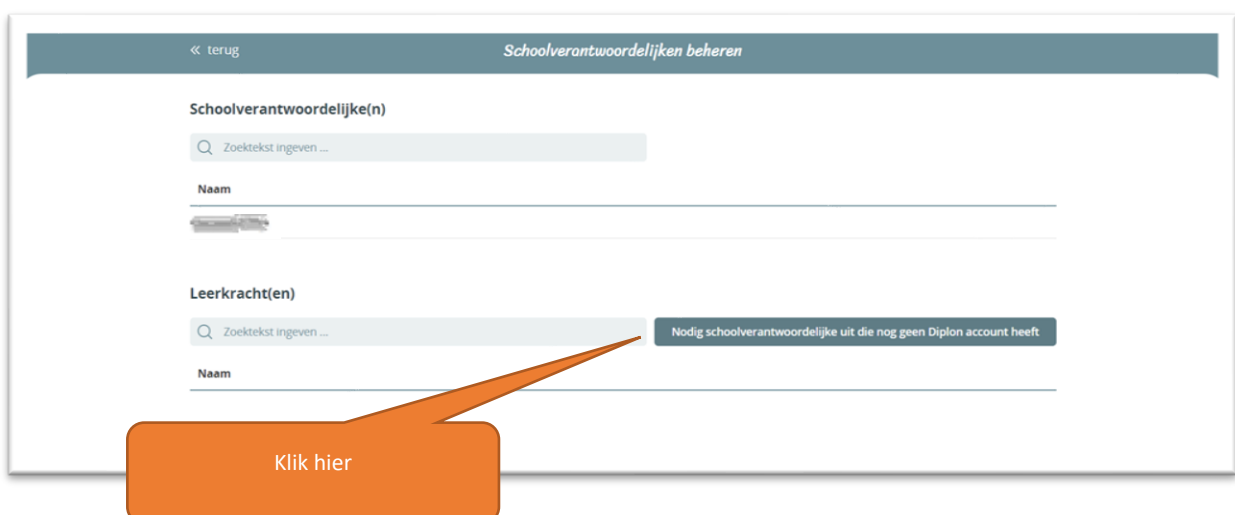 « terug
Schoolverantwoordelijken beheren
Schoolverantwoordelijke(n)
Zoektekst ingeven ...
Naam
Leerkracht(en)
Zoektekst ingeven ...
Nodig schoolverantwoordelijke uit die nog geen Diplon account heeft
Naam
Klik hier